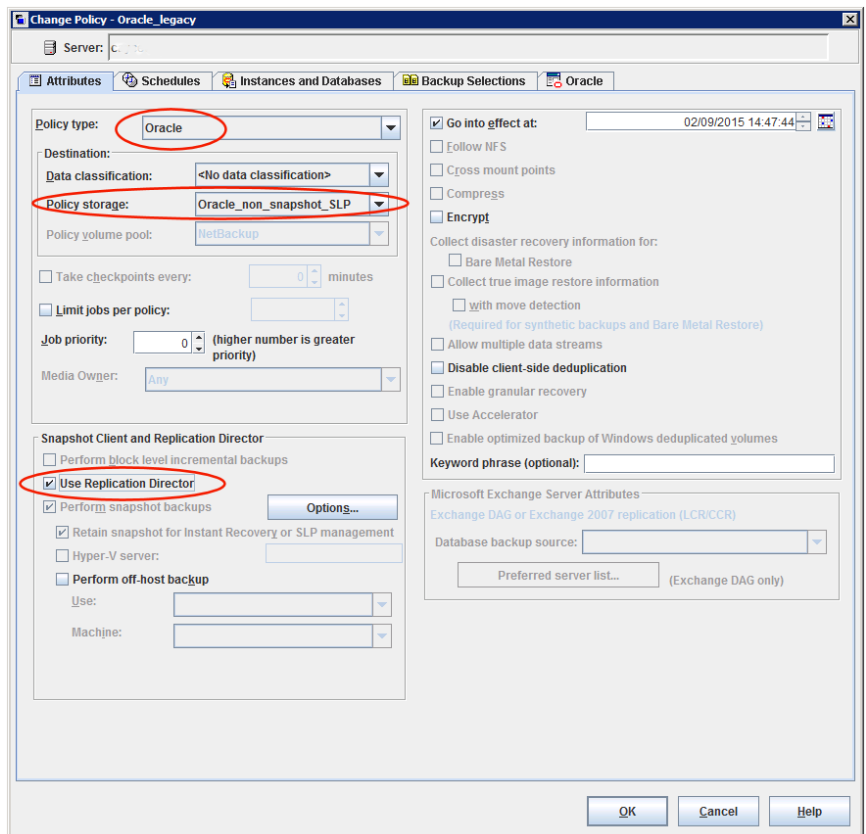 Change Policy - Oracle_legacy
Server:
Attributes
Schedules
Instances and Databases
Backup Selections
Oracle
Policy type:
Oracle
Destination:
Data classification:
<No data classification>
Policy storage:
Oracle_non_snapshot_SLP
Policy volume pool:
NetBackup
Take checkpoints every:
0
minutes
Limit jobs per policy:
Job priority:
0
(higher number is greater
priority)
Media Owner:
Any
Snapshot Client and Replication Director
Perform block level incremental backups
Use Replication Director
Perform snapshot backups
Options...
Retain snapshot for Instant Recovery or SLP management
Hyper-V server:
Perform off-host backup
Use:
Machine:
Go into effect at:
02/09/2015 14:47:44
Follow NFS
Cross mount points
Compress
Encrypt
Collect disaster recovery information for:
Bare Metal Restore
Collect true image restore information
with move detection
(Required for synthetic backups and Bare Metal Restore)
Allow multiple data streams
Disable client-side deduplication
Enable granular recovery
Use Accelerator
Enable optimized backup of Windows deduplicated volumes
Keyword phrase (optional):
Microsoft Exchange Server Attributes
Exchange DAG or Exchange 2007 replication (LCR/CCR)
Database backup source:
Preferred server list...
(Exchange DAG only)
OK
Cancel
Help